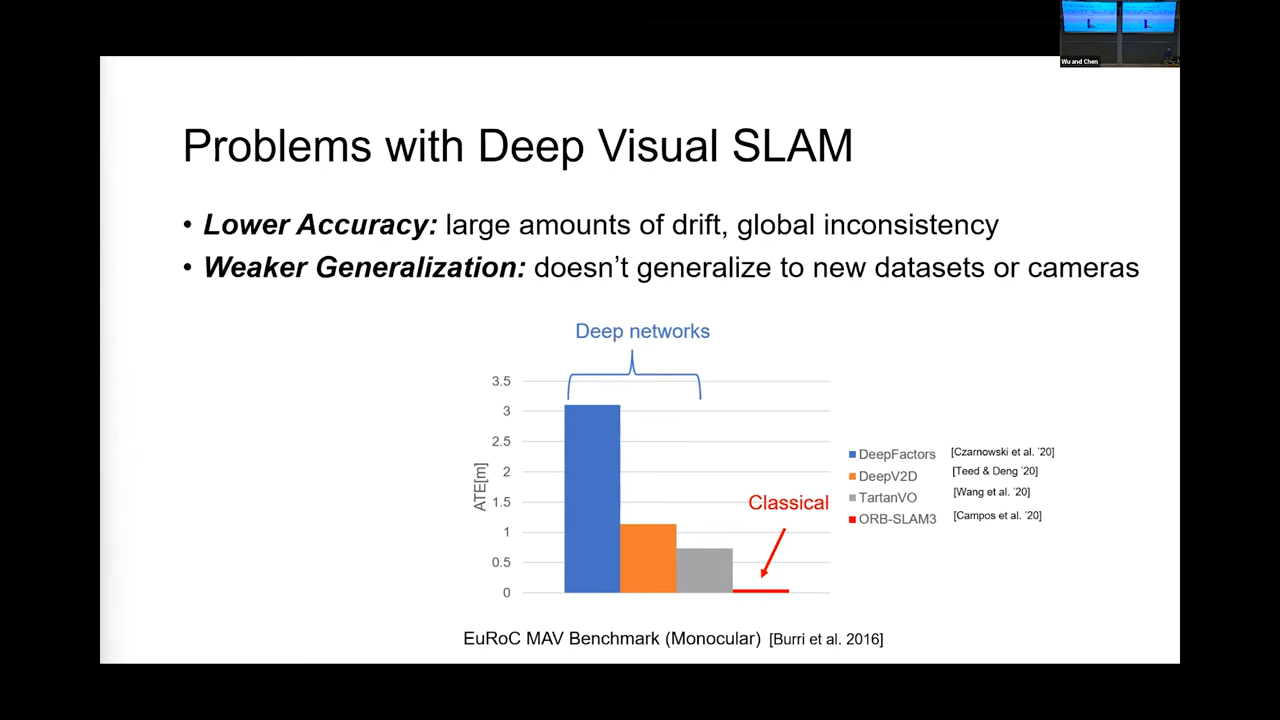 Wu and Chen
Problems with Deep Visual SLAM
• Lower Accuracy: large amounts of drift, global inconsistency
• Weaker Generalization: doesn’t generalize to new datasets or cameras
Deep networks
3.5
3
2.5
2
1.5
1
0.5
0
ATE[m]
Classical
DeepFactors [Czarnowski et al. ’20]
DeepV2D [Teed & Deng ’20]
TartanVO [Wang et al. ’20]
ORB-SLAM3 [Campos et al. ’20]
EuRoC MAV Benchmark (Monocular) [Burri et al. 2016]